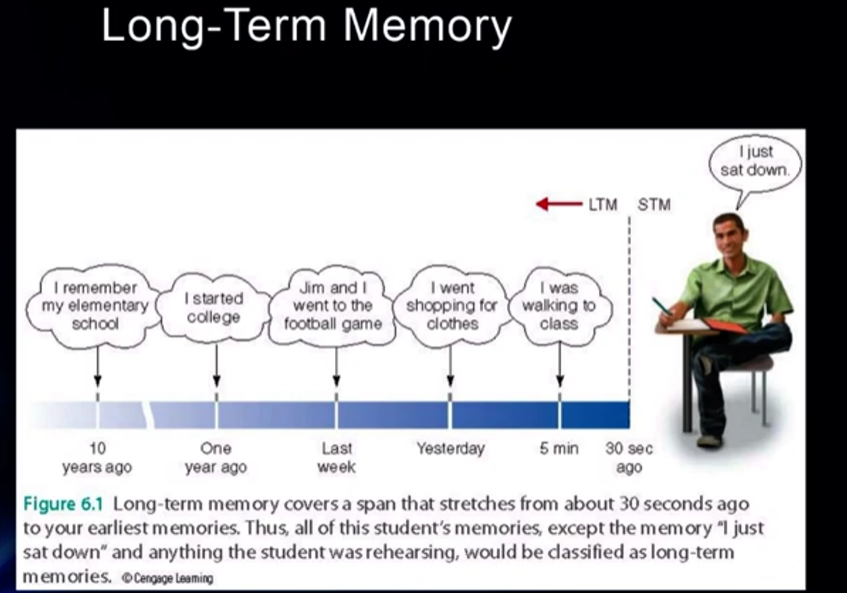 Long-Term Memory
I just
sat down.
LTM STM
I remember
my elementary
school
I started
college
Jim and I
went to the
football game
I went
shopping for
clothes
I was
walking to
class
10
years ago
One
year ago
Last
week
Yesterday
5 min
30 sec
ago
Figure 6.1 Long-term memory covers a span that stretches from about 30 seconds ago
to your earliest memories. Thus, all of this student's memories, except the memory "I just
sat down" and anything the student was rehearsing, would be classified as long-term
memories. © Cengage Learning